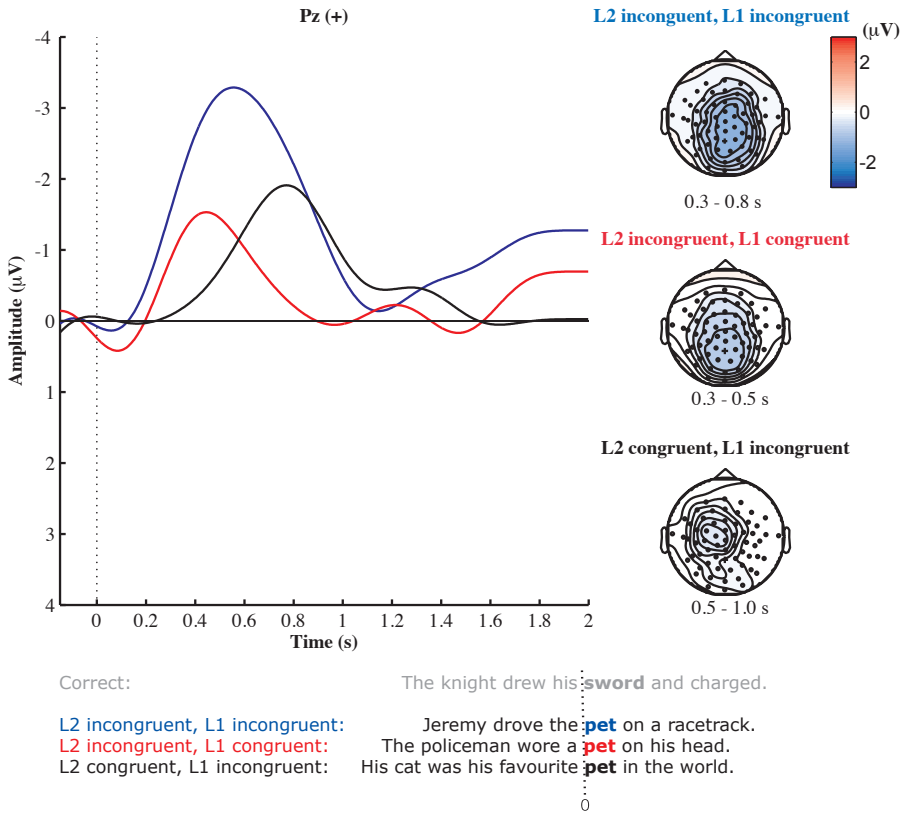 Pz (+)
L2 inconguent, L1 incongruent
(μV)
-4
-3
-2
-1
0
1
2
3
4
Amplitude (μV)
0
0.2
0.4
0.6
0.8
1
1.2
1.4
1.6
1.8
2
Time (s)
2
0
-2
0.3 - 0.8 s
L2 incongruent, L1 congruent
0.3 - 0.5 s
L2 congruent, L1 incongruent
0.5 - 1.0 s
Correct: The knight drew his sword and charged.
L2 incongruent, L1 incongruent: Jeremy drove the pet on a racetrack.
L2 incongruent, L1 congruent: The policeman wore a pet on his head.
L2 congruent, L1 incongruent: His cat was his favourite pet in the world.
0